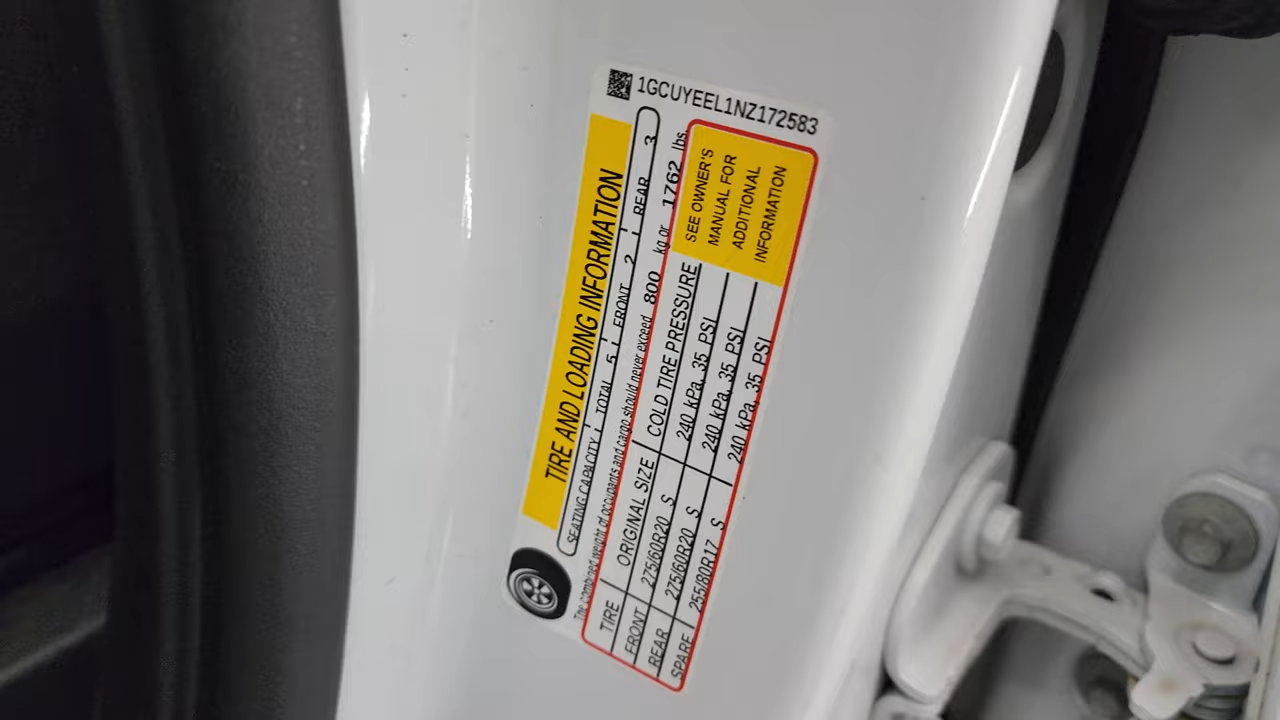 1GCUYEEL1NZ172583
TIRE AND LOADING INFORMATION
SEATING CAPACITY TOTAL 5 FRONT 2 REAR 3
The combined weight of occupants and cargo should never exceed 800 kg or 1762 lbs.
TIRE ORIGINAL SIZE COLD TIRE PRESSURE
FRONT 275/60R20 S 240 kPa, 35 PSI
REAR 275/60R20 S 240 kPa, 35 PSI
SPARE 255/80R17 S 240 kPa, 35 PSI
SEE OWNER'S
MANUAL FOR
ADDITIONAL
INFORMATION